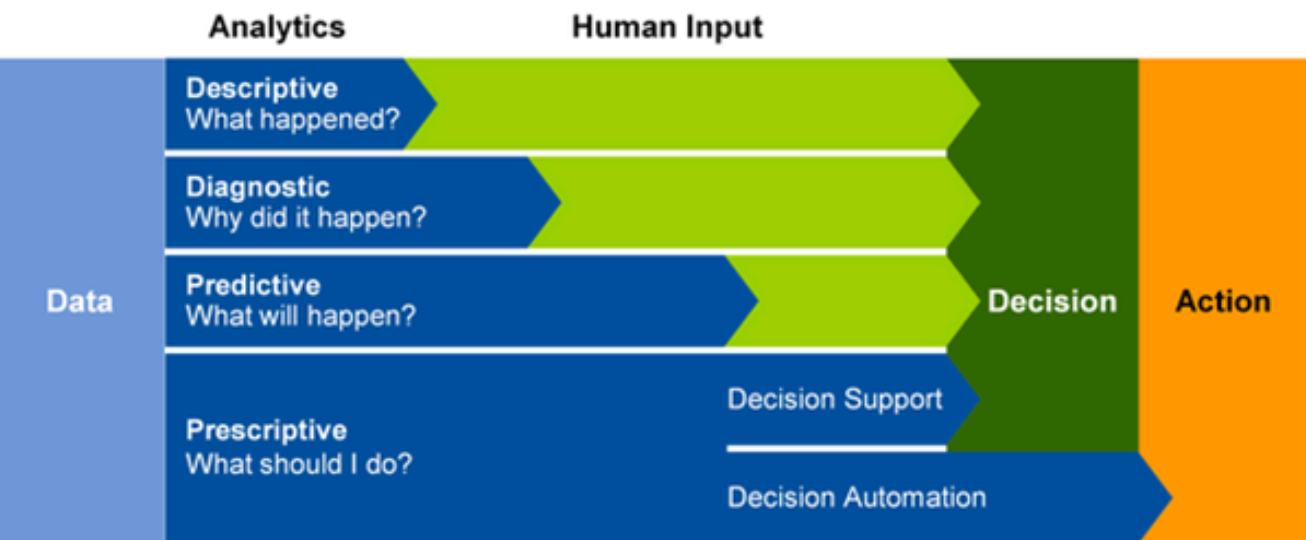 Analytics
Human Input
Data
Descriptive
What happened?
Diagnostic
Why did it happen?
Predictive
What will happen?
Prescriptive
What should I do?
Decision Support
Decision Automation
Decision
Action